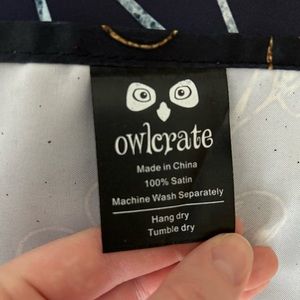 owlcrate
Made in China
100% Satin
Machine Wash Separately
Hang dry
Tumble dry